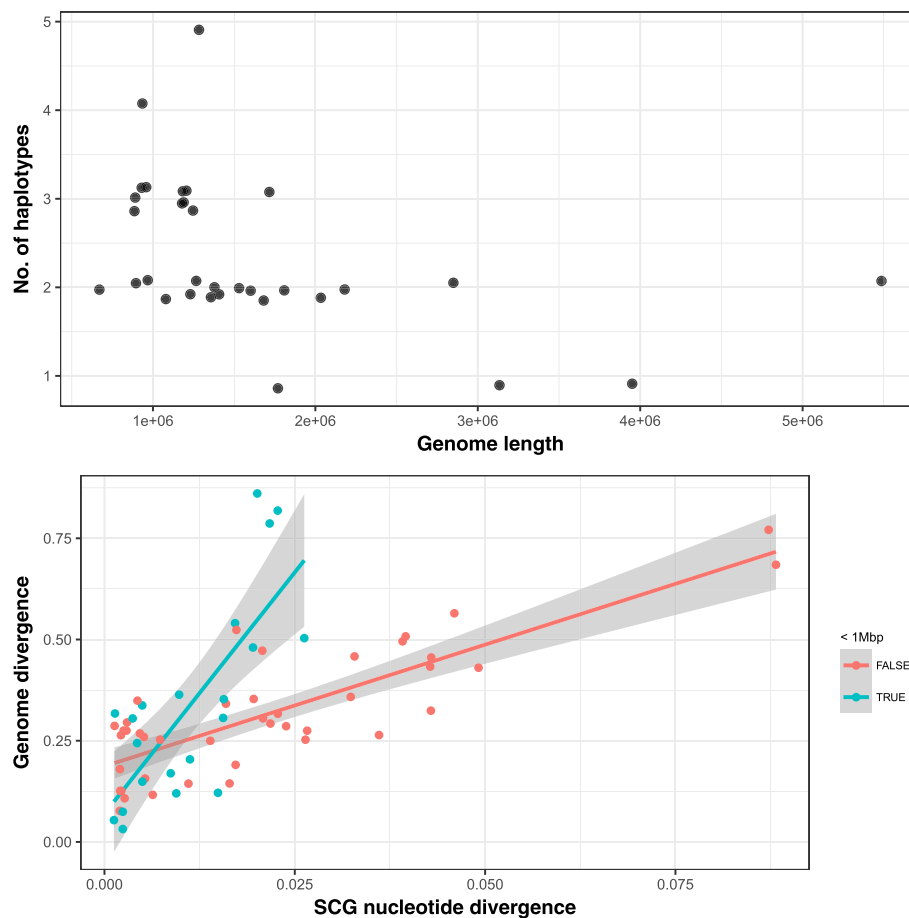 5
4
3
2
1
No. of haplotypes
1e+06 2e+06 3e+06 4e+06 5e+06
Genome length
0.75
0.50
0.25
0.00
Genome divergence
0.000 0.025 0.050 0.075
SCG nucleotide divergence
< 1Mbp
FALSE
TRUE